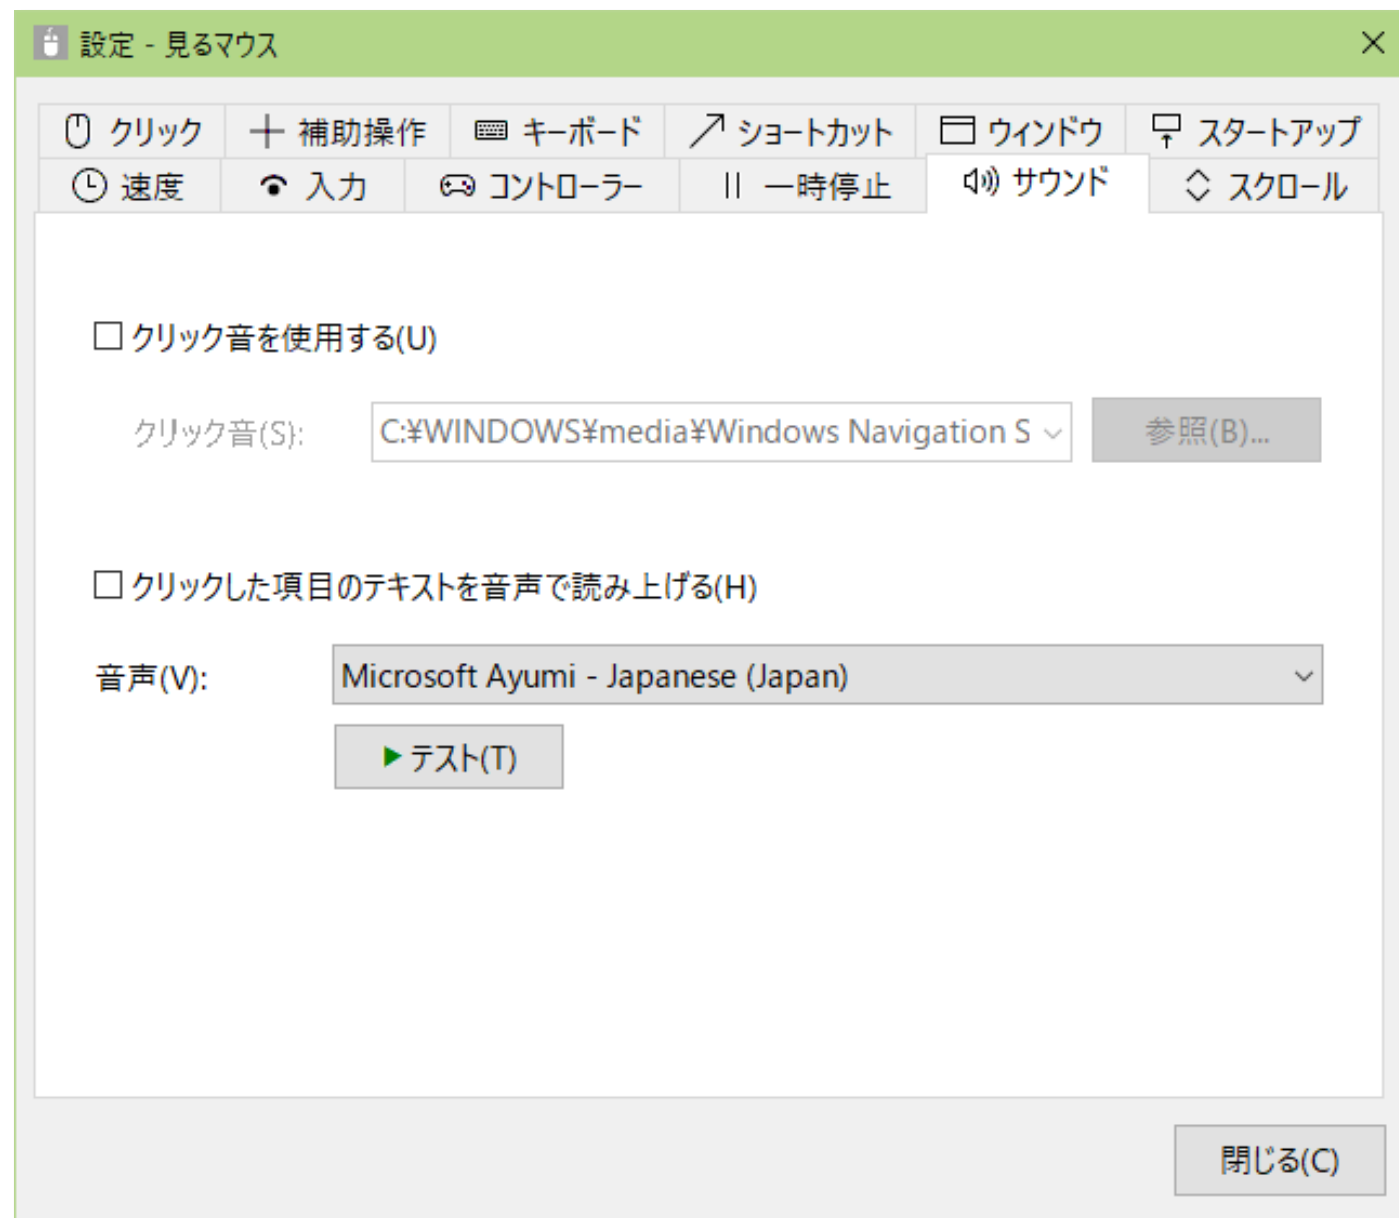 設定 - 見るマウス
クリック 補助操作 キーボード ショートカット ウィンドウ スタートアップ
速度 入力 コントローラー 一時停止 サウンド スクロール
クリック音を使用する(U)
クリック音(S): C:¥WINDOWS¥media¥Windows Navigation S 参照(B)...
クリックした項目のテキストを音声で読み上げる(H)
音声(V): Microsoft Ayumi - Japanese (Japan)
テスト(T)
閉じる(C)